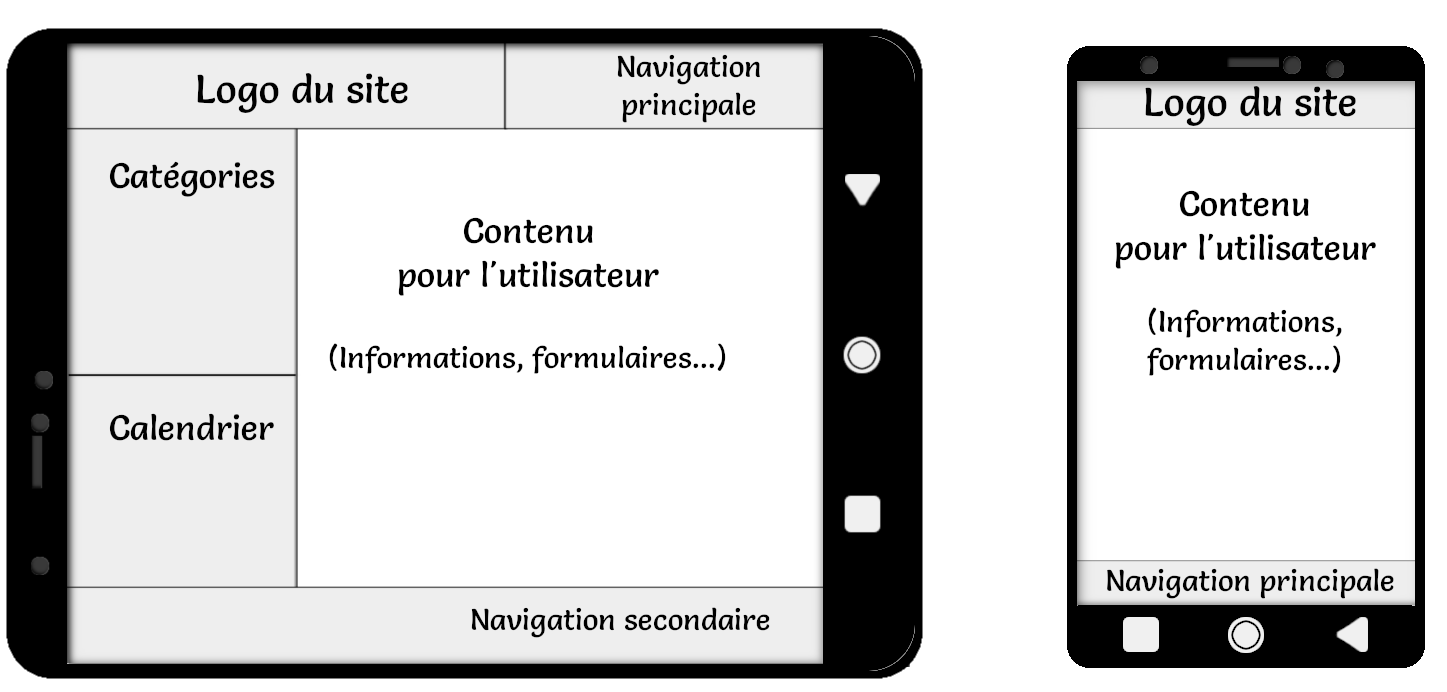 Logo du site
Navigation
principale
Catégories
Contenu
pour l'utilisateur
(Informations, formulaires...)
Calendrier
Navigation secondaire
Logo du site
Contenu
pour l'utilisateur
(Informations,
formulaires...)
Navigation principale